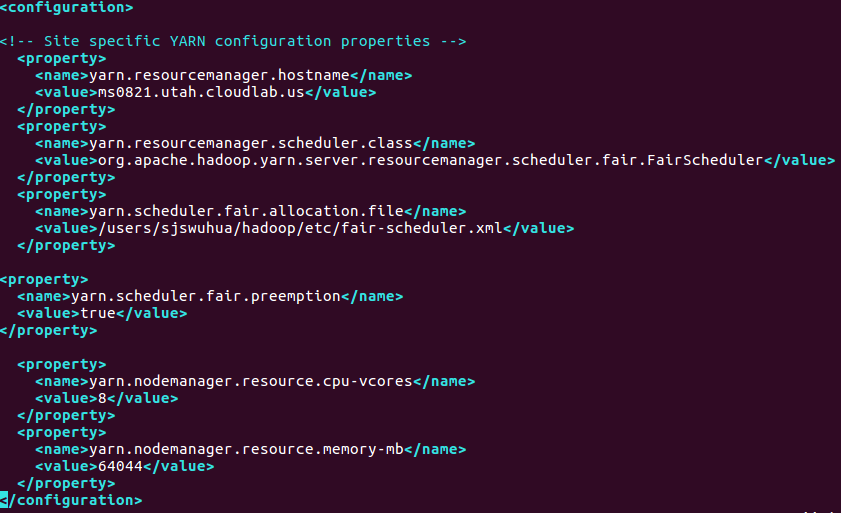 <configuration>
<!-- Site specific YARN configuration properties -->
<property>
<name>yarn.resourcemanager.hostname</name>
<value>ms0821.utah.cloudlab.us</value>
</property>
<property>
<name>yarn.resourcemanager.scheduler.class</name>
<value>org.apache.hadoop.yarn.server.resourcemanager.scheduler.fair.FairScheduler</value>
</property>
<property>
<name>yarn.scheduler.fair.allocation.file</name>
<value>/users/sjswuhua/hadoop/etc/fair-scheduler.xml</value>
</property>
<property>
<name>yarn.scheduler.fair.preemption</name>
<value>true</value>
</property>
<property>
<name>yarn.nodemanager.resource.cpu-vcores</name>
<value>8</value>
</property>
<property>
<name>yarn.nodemanager.resource.memory-mb</name>
<value>64044</value>
</property>
</configuration>